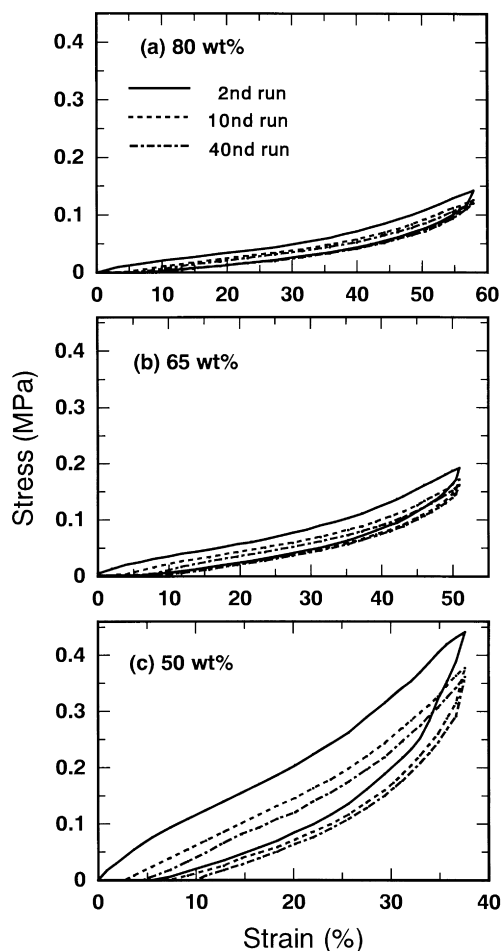 0.4
(a) 80 wt%
0.3
2nd run
10nd run
0.2
40nd run
0.1
0
0 10 20 30 40 50 60
0.4
(b) 65 wt%
0.3
Stress (MPa)
0.2
0.1
0
0 10 20 30 40 50
0.4
(c) 50 wt%
0.3
0.2
0.1
0
0 10 20 30 40
Strain (%)